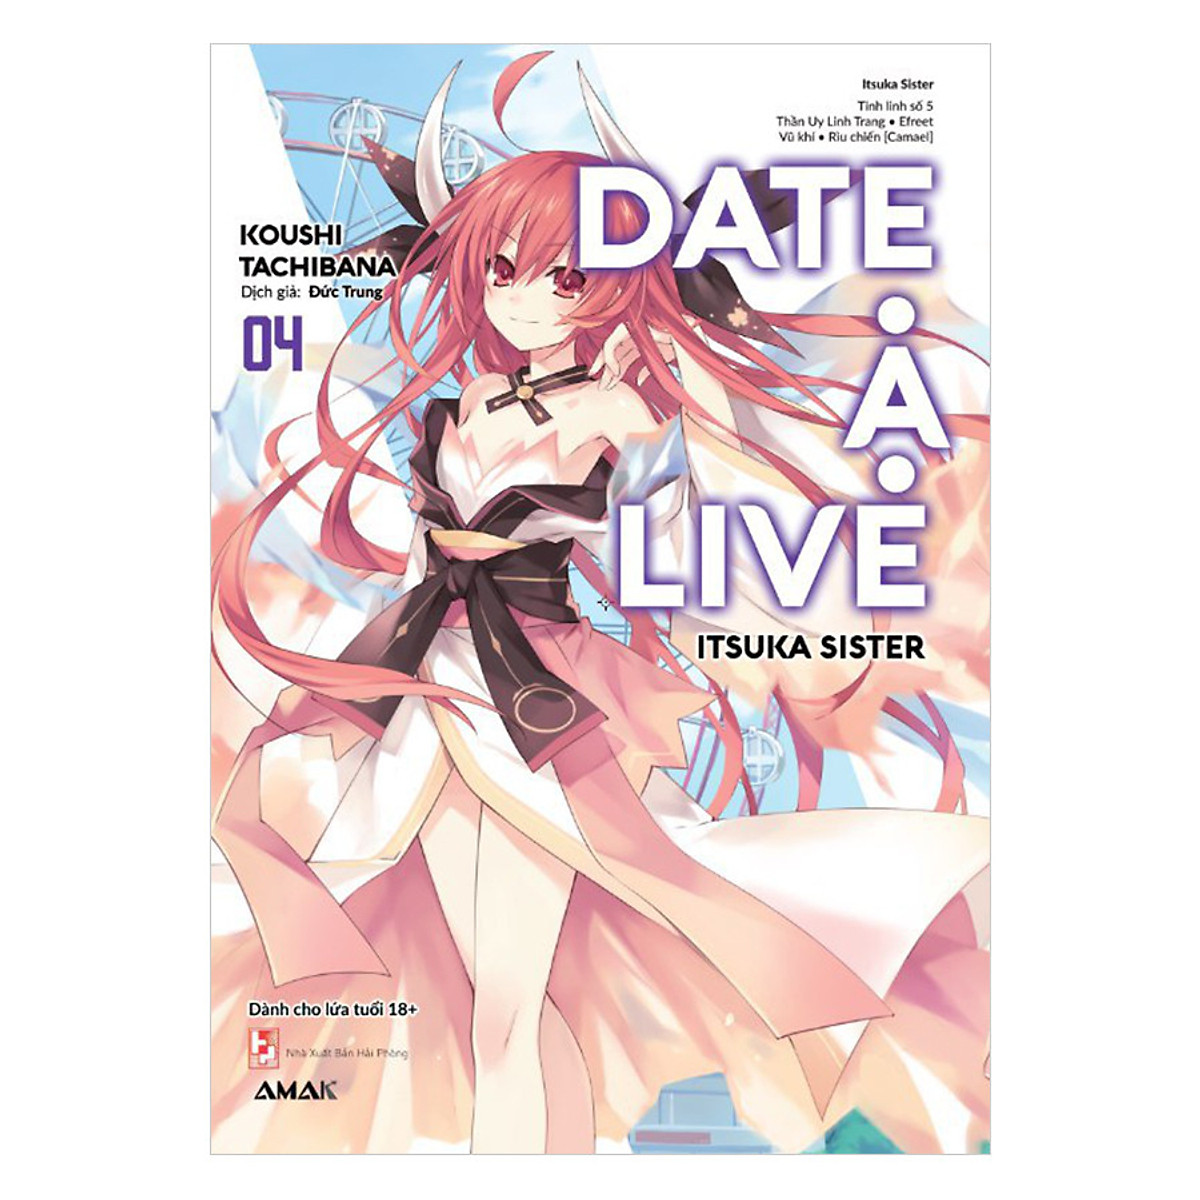 Itsuka Sister
Tinh linh số 5
Thần Uy Linh Trang • Efreet
Vũ khí • Rìu chiến [Camael]
DATE
•
A
•
LIVE
ITSUKA SISTER
KOUSHI
TACHIBANA
Dịch giả: Đức Trung
04
Dành cho lứa tuổi 18+
Nhà Xuất Bản Hải Phòng
AMAK